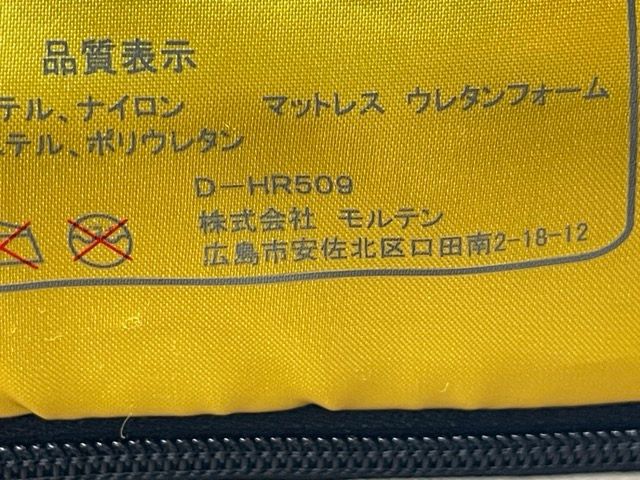 品質表示
テル、ナイロン マットレス ウレタンフォーム
ステル、ポリウレタン
D-HR509
株式会社 モルテン
広島市安佐北区口田南2-18-12